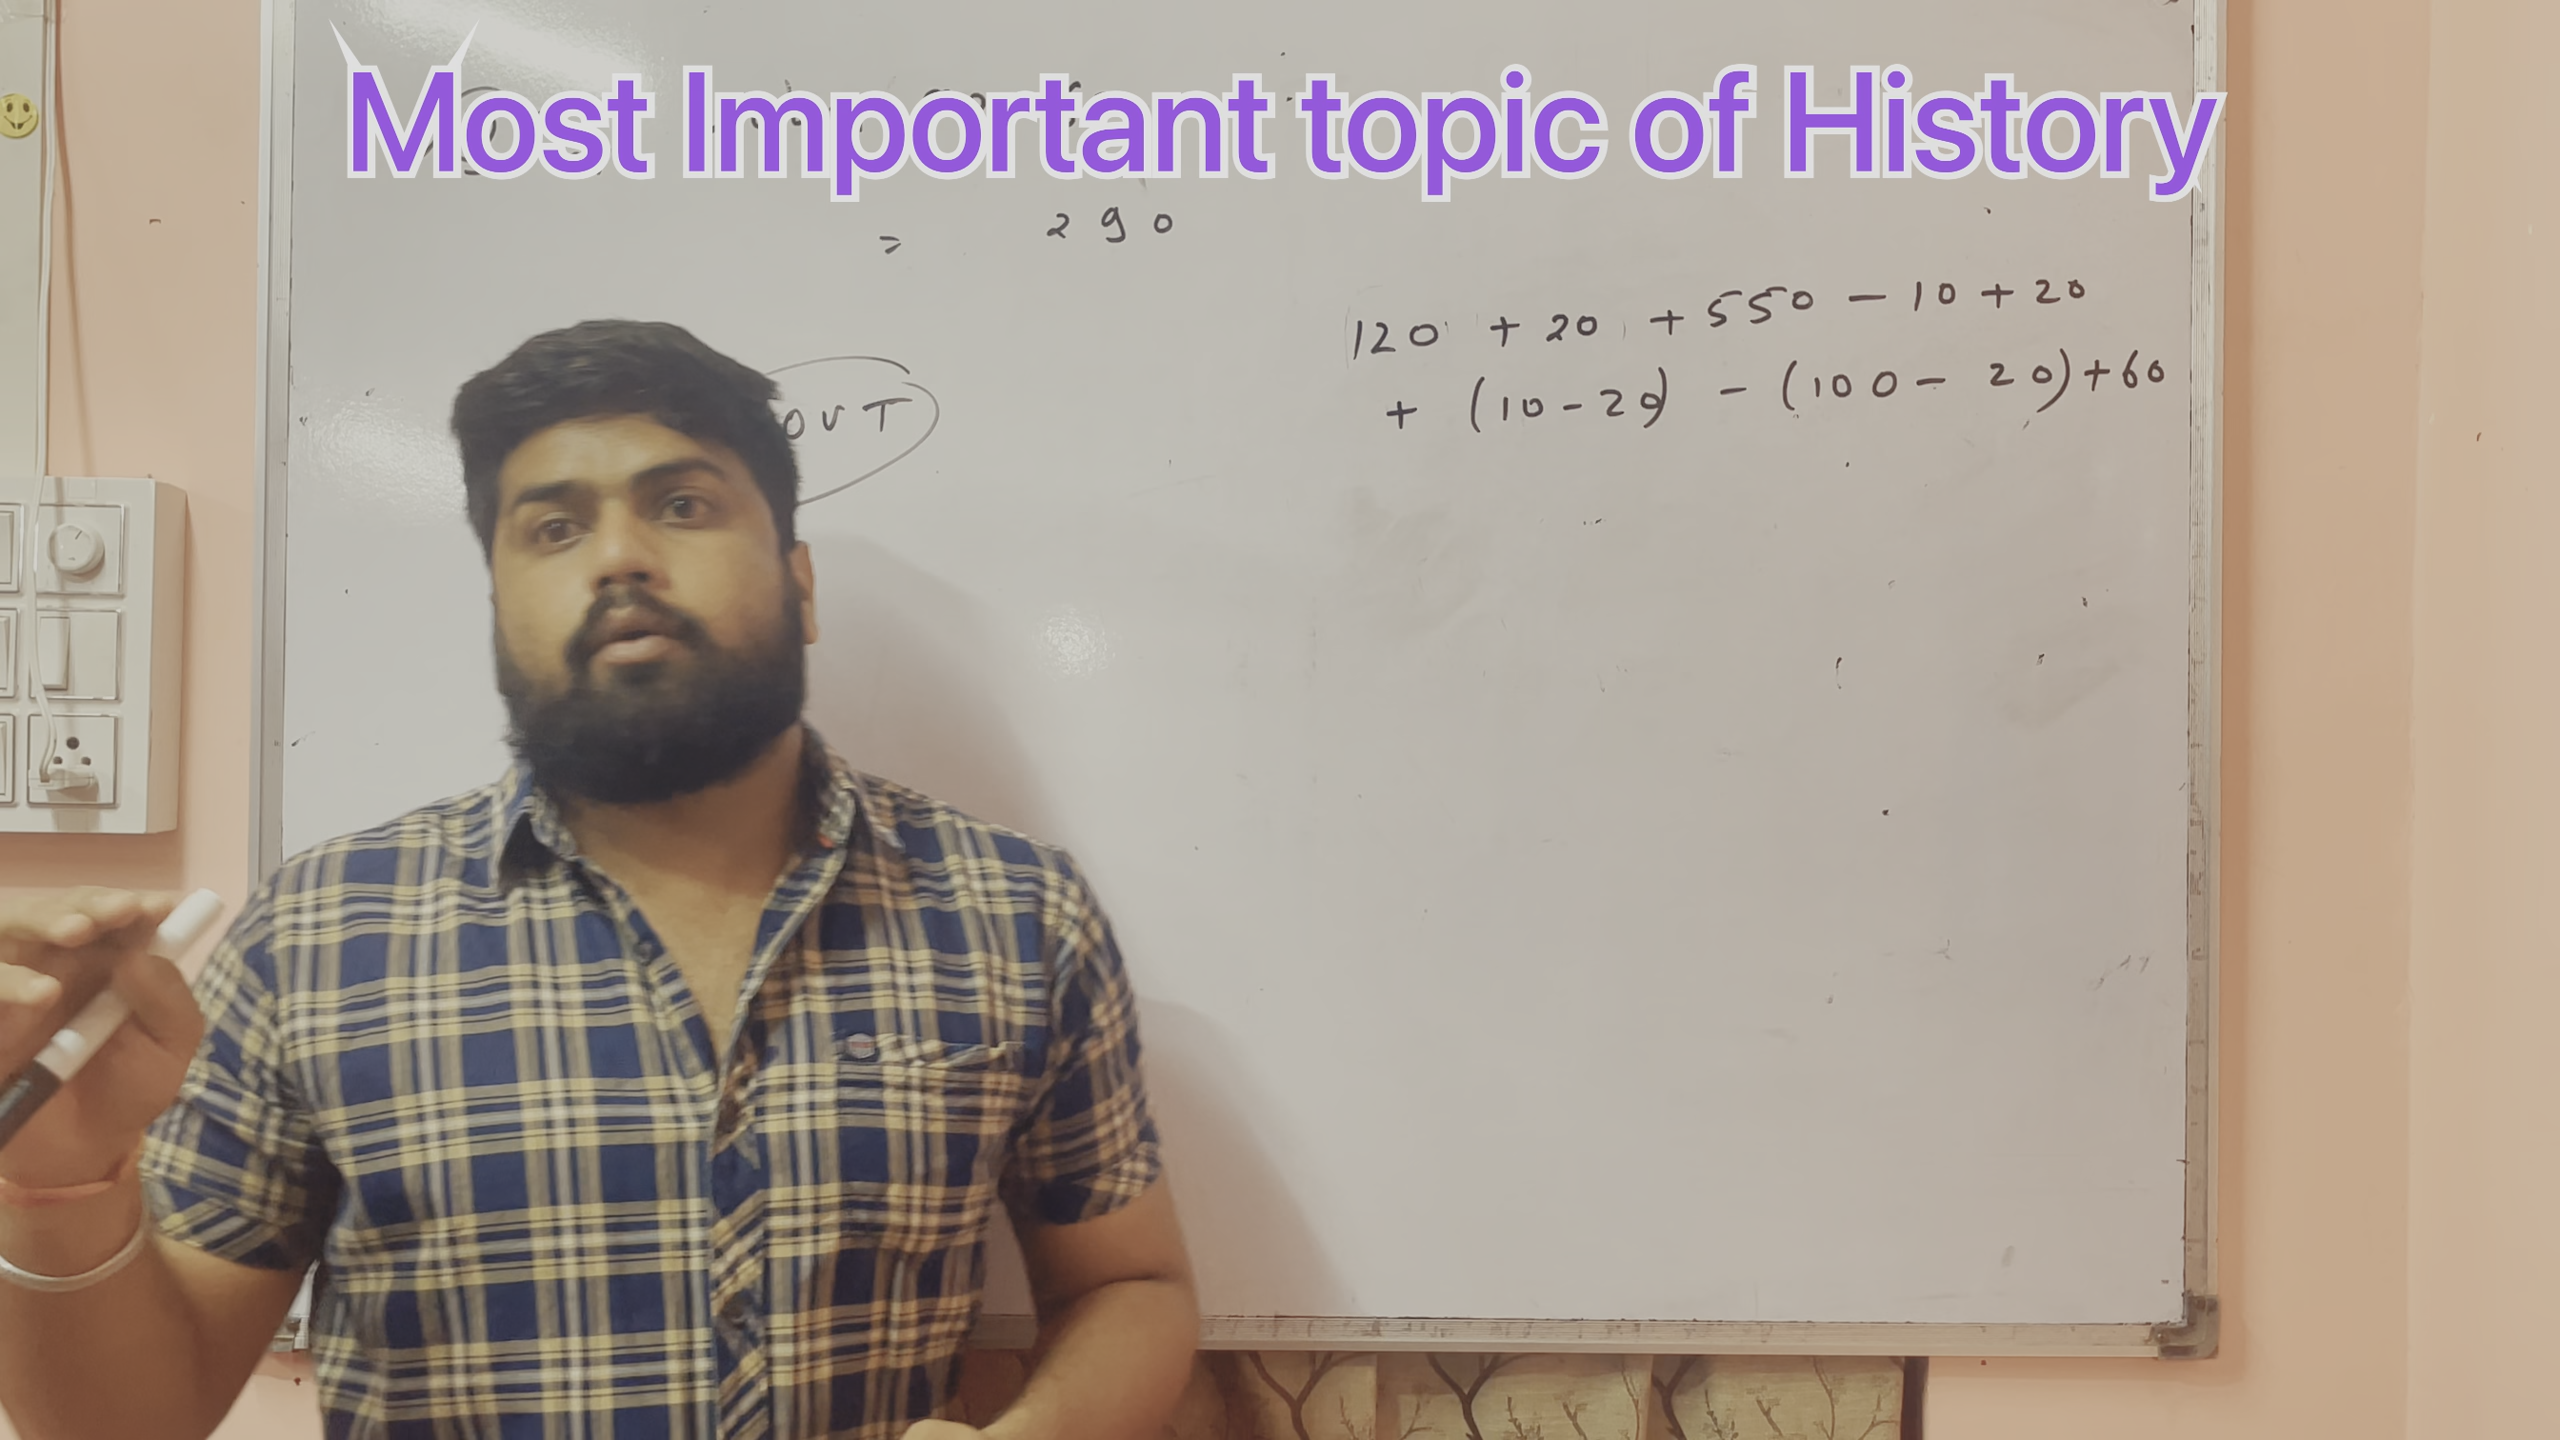 Most Important topic of History
= 290
120 + 20 + 550 - 10 + 20
+ (10-20) - (100 - 20)+60
OUT